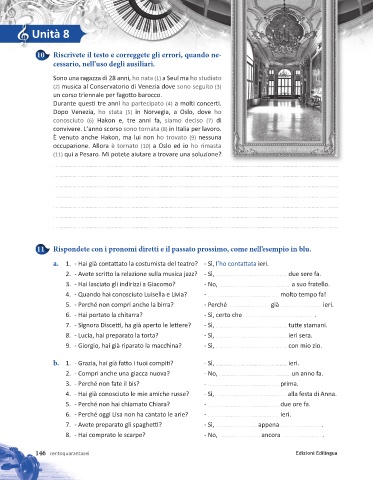 Unità 8
10 Riscrivete il testo e correggete gli errori, quando ne-
cessario, nell'uso degli ausiliari.
Sono una ragazza di 28 anni, ho nata (1) a Seul ma ho studiato
(2) musica al Conservatorio di Venezia dove sono seguito (3)
un corso triennale per fagotto barocco.
Durante questi tre anni ha partecipato (4) a molti concerti.
Dopo Venezia, ho stata (5) in Norvegia, a Oslo, dove ho
conosciuto (6) Hakon e, tre anni fa, siamo deciso (7) di
convivere. L'anno scorso sono tornata (8) in Italia per lavoro.
È venuto anche Hakon, ma lui non ho trovato (9) nessuna
occupazione. Allora è tornato (10) a Oslo ed io ho rimasta
(11) qui a Pesaro. Mi potete aiutare a trovare una soluzione?
11 Rispondete con i pronomi diretti e il passato prossimo, come nell'esempio in blu.
a. 1. - Hai già contattato la costumista del teatro? - Sì, l'ho contattata ieri.
2. - Avete scritto la relazione sulla musica jazz? - Sì, due sere fa.
3. - Hai lasciato gli indirizzi a Giacomo? - No, a suo fratello.
4. - Quando hai conosciuto Luisella e Livia? - molto tempo fa!
5. - Perché non compri anche la birra? - Perché già ieri.
6. - Hai portato la chitarra? - Sì, certo che .
7. - Signora Discetti, ha già aperto le lettere? - Sì, tutte stamani.
8. - Lucia, hai preparato la torta? - Sì, ieri sera.
9. - Giorgio, hai già riparato la macchina? - Sì, con mio zio.
b. 1. - Grazia, hai già fatto i tuoi compiti? - Sì, ieri.
2. - Compri anche una giacca nuova? - No, un anno fa.
3. - Perché non fate il bis? - prima.
4. - Hai già conosciuto le mie amiche russe? - Sì, alla festa di Anna.
5. - Perché non hai chiamato Chiara? - due ore fa.
6. - Perché oggi Lisa non ha cantato le arie? - ieri.
7. - Avete preparato gli spaghetti? - Sì, appena .
8. - Hai comprato le scarpe? - No, ancora .
146 centoquarantasei Edizioni Edilingua